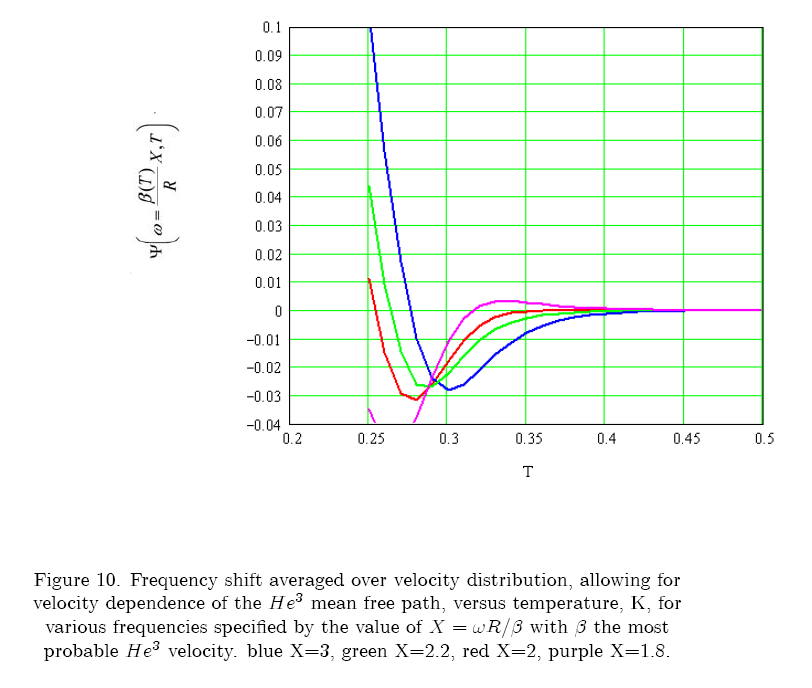 0.1
0.09
0.08
0.07
0.06
0.05
0.04
0.03
0.02
0.01
0
−0.01
−0.02
−0.03
−0.04
0.2 0.25 0.3 0.35 0.4 0.45 0.5
T
Ψ(ω = β(T)/R X,T)
Figure 10. Frequency shift averaged over velocity distribution, allowing for
velocity dependence of the He³ mean free path, versus temperature, K, for
various frequencies specified by the value of X = ωR/β with β the most
probable He³ velocity. blue X=3, green X=2.2, red X=2, purple X=1.8.